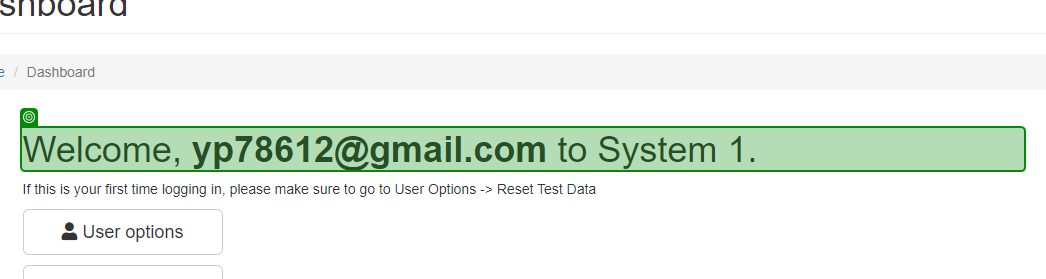 Dashboard
Welcome, yp78612@gmail.com to System 1.
If this is your first time logging in, please make sure to go to User Options -> Reset Test Data
User options